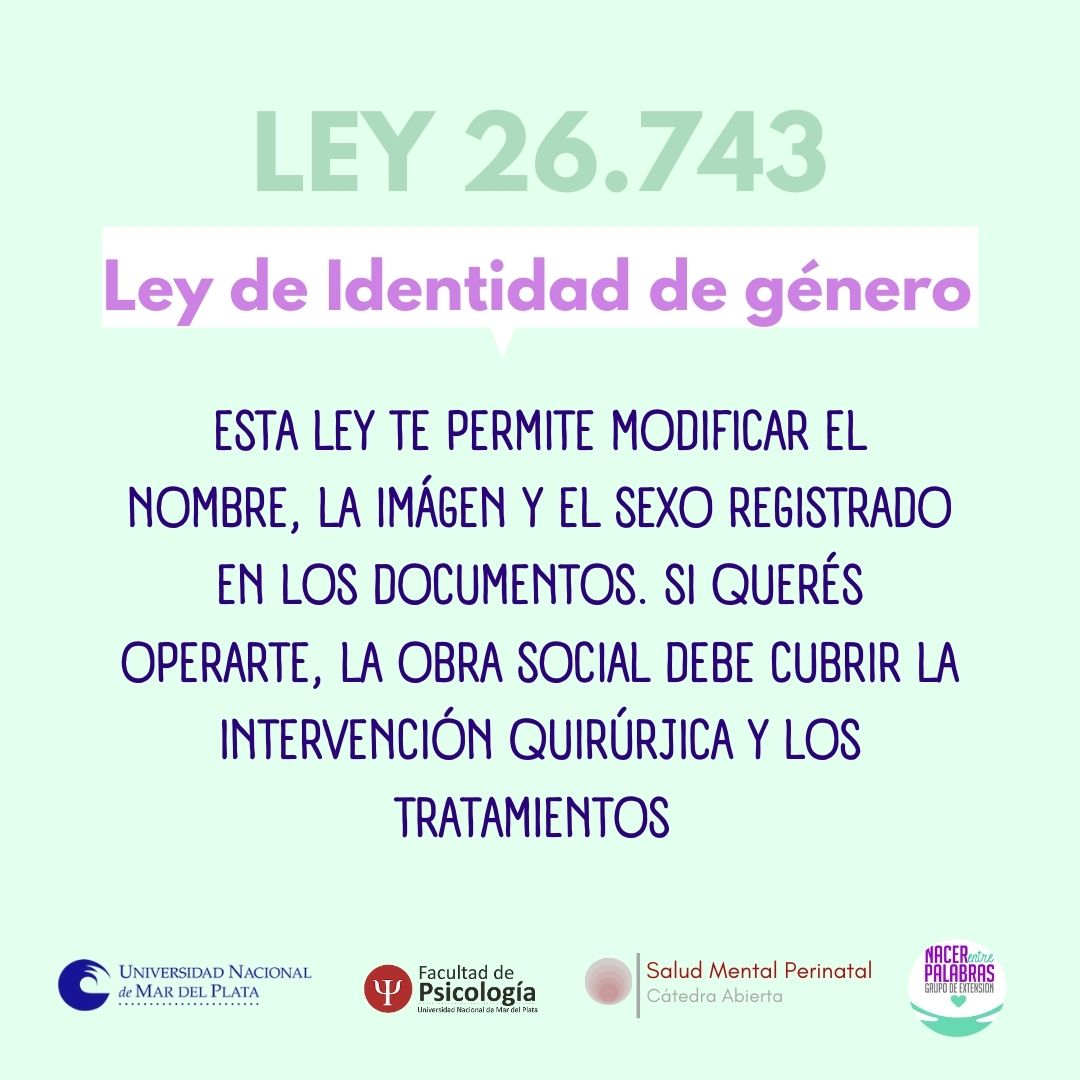 LEY 26.743
Ley de Identidad de género
ESTA LEY TE PERMITE MODIFICAR EL
NOMBRE, LA IMÁGEN Y EL SEXO REGISTRADO
EN LOS DOCUMENTOS. SI QUERÉS
OPERARTE, LA OBRA SOCIAL DEBE CUBRIR LA
INTERVENCIÓN QUIRÚRJICA Y LOS
TRATAMIENTOS
UNIVERSIDAD NACIONAL
de MAR DEL PLATA
Ψ
Facultad de
Psicología
Universidad Nacional de Mar del Plata
Salud Mental Perinatal
Cátedra Abierta
NACER entre
PALABRAS
GRUPO DE EXTENSION